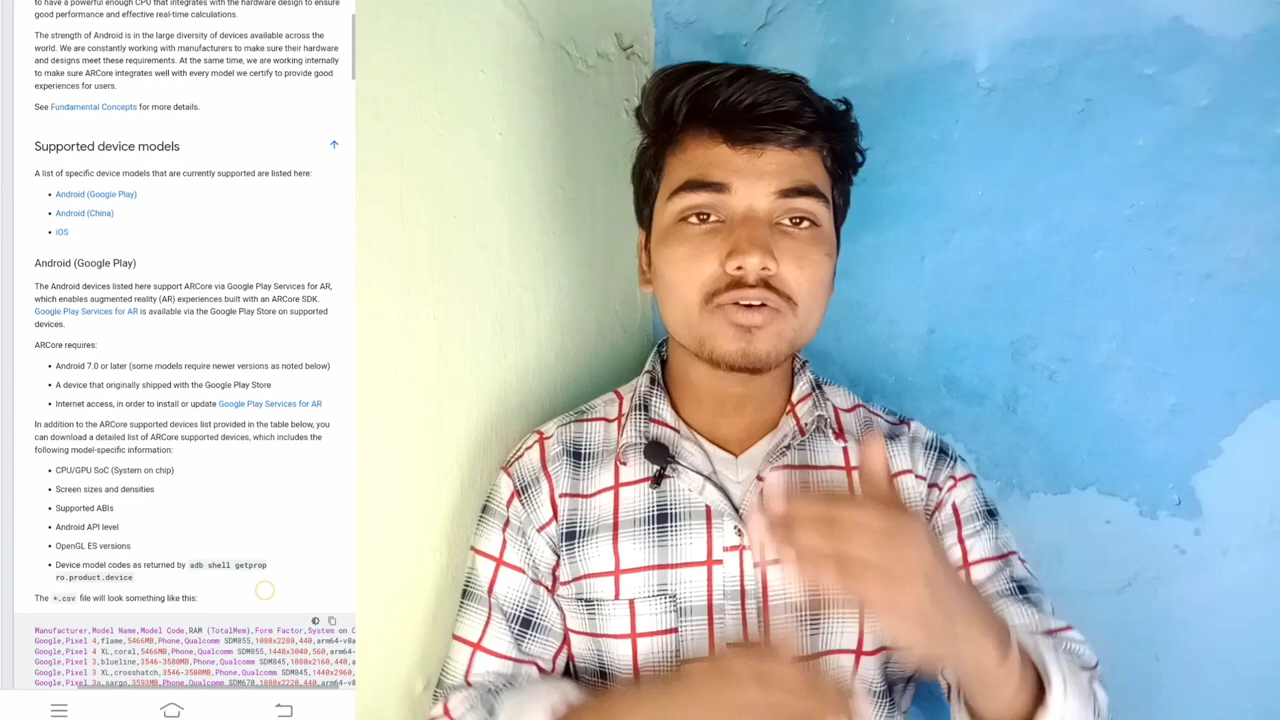 to have a powerful enough CPU that integrates with the hardware design to ensure
good performance and effective real-time calculations.
The strength of Android is in the large diversity of devices available across the
world. We are constantly working with manufacturers to make sure their hardware
and designs meet these requirements. At the same time, we are working internally
to make sure ARCore integrates well with every model we certify to provide good
experiences for users.
See Fundamental Concepts for more details.
Supported device models
A list of specific device models that are currently supported are listed here:
• Android (Google Play)
• Android (China)
• iOS
Android (Google Play)
The Android devices listed here support ARCore via Google Play Services for AR,
which enables augmented reality (AR) experiences built with an ARCore SDK.
Google Play Services for AR is available via the Google Play Store on supported
devices.
ARCore requires:
• Android 7.0 or later (some models require newer versions as noted below)
• A device that originally shipped with the Google Play Store
• Internet access, in order to install or update Google Play Services for AR
In addition to the ARCore supported devices list provided in the table below, you
can download a detailed list of ARCore supported devices, which includes the
following model-specific information:
• CPU/GPU SoC (System on chip)
• Screen sizes and densities
• Supported ABIs
• Android API level
• OpenGL ES versions
• Device model codes as returned by adb shell getprop
ro.product.device
The *.csv file will look something like this:
Manufacturer,Model Name,Model Code,RAM (TotalMem),Form Factor,System on C
Google,Pixel 4,flame,5466MB,Phone,Qualcomm SDM855,1080x2280,440,arm64-v8a
Google,Pixel 4 XL,coral,5466MB,Phone,Qualcomm SDM855,1440x3040,560,arm64-
Google,Pixel 3,blueline,3546-3580MB,Phone,Qualcomm SDM845,1080x2160,440,a
Google,Pixel 3 XL,crosshatch,3546-3580MB,Phone,Qualcomm SDM845,1440x2960,
Google,Pixel 3a,sargo,3593MB,Phone,Qualcomm SDM670,1080x2220,440,arm64-v8